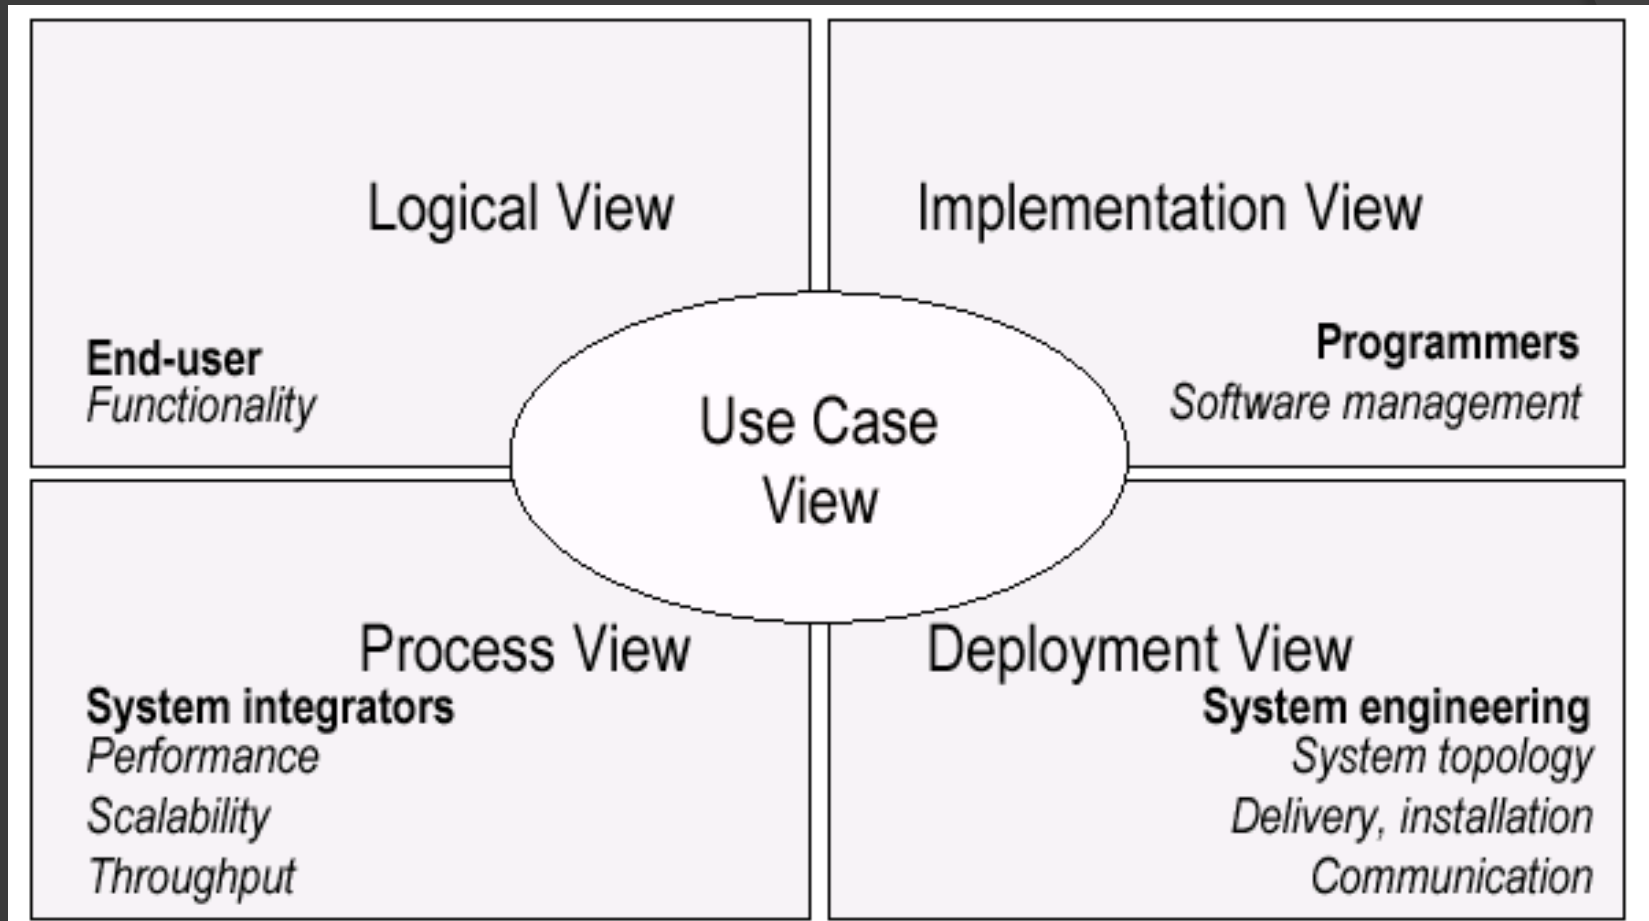 Logical View
End-user
Functionality
Implementation View
Programmers
Software management
Use Case
View
Process View
System integrators
Performance
Scalability
Throughput
Deployment View
System engineering
System topology
Delivery, installation
Communication